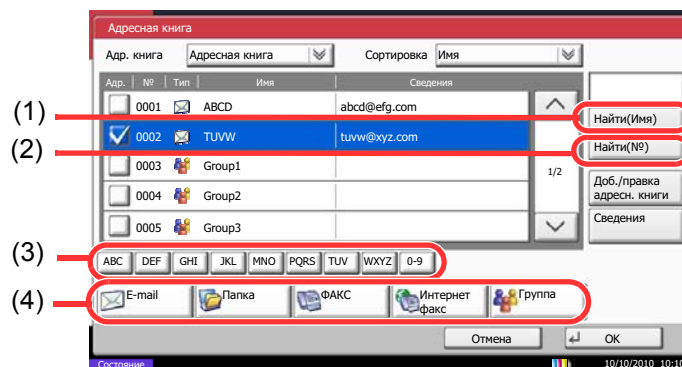 Адресная книга
Адр. книга Адресная книга Сортировка Имя
Адр. № Тип Имя Сведения
0001 ABCD abcd@efg.com
(1) Найти(Имя)
0002 TUVW tuvw@xyz.com
(2) Найти(№)
0003 Group1
1/2
Доб./правка
адресн. книги
0004 Group2
Сведения
0005 Group3
(3) ABC DEF GHI JKL MNO PQRS TUV WXYZ 0-9
(4) E-mail Папка ФАКС Интернет
факс Группа
Отмена OK
Состояние 10/10/2010 10:10